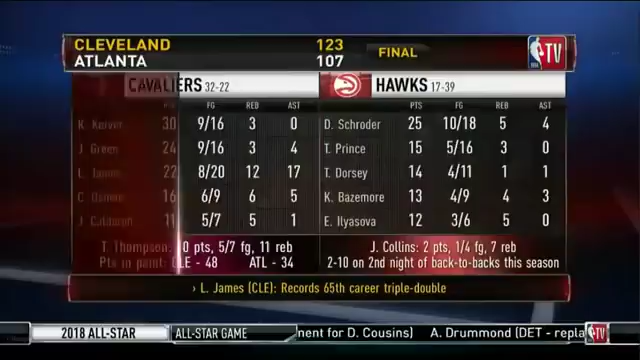 CLEVELAND 123 FINAL
ATLANTA 107
NBA TV
CAVALIERS 32-22
HAWKS 17-39
FG REB AST
PTS FG REB AST
K. Korver 30 9/16 3 0
D. Schroder 25 10/18 5 4
J. Green 24 9/16 3 4
T. Prince 15 5/16 3 0
L. James 22 8/20 12 17
T. Dorsey 14 4/11 1 1
C. Osman 16 6/9 6 5
K. Bazemore 13 4/9 4 3
J. Calderon 11 5/7 5 1
E. Ilyasova 12 3/6 5 0
T. Thompson: 10 pts, 5/7 fg, 11 reb
Pts in paint: CLE - 48 ATL - 34
J. Collins: 2 pts, 1/4 fg, 7 reb
2-10 on 2nd night of back-to-backs this season
› L. James (CLE): Records 65th career triple-double
2018 ALL-STAR ALL-STAR GAME nent for D. Cousins) A. Drummond (DET - repla TV